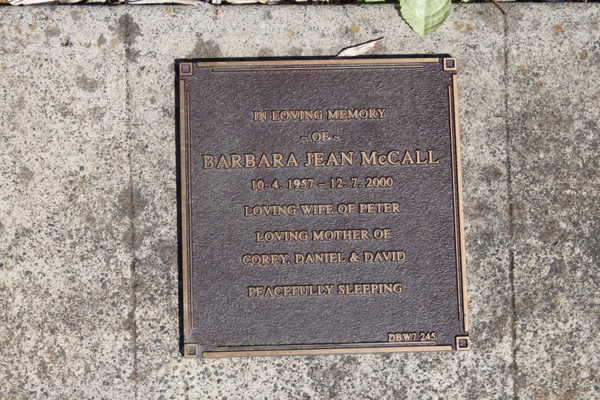 IN LOVING MEMORY
~ OF ~
BARBARA JEAN McCALL
10. 4. 1957 - 12. 7. 2000
LOVING WIFE OF PETER
LOVING MOTHER OF
COREY, DANIEL & DAVID
PEACEFULLY SLEEPING
DBW7 245